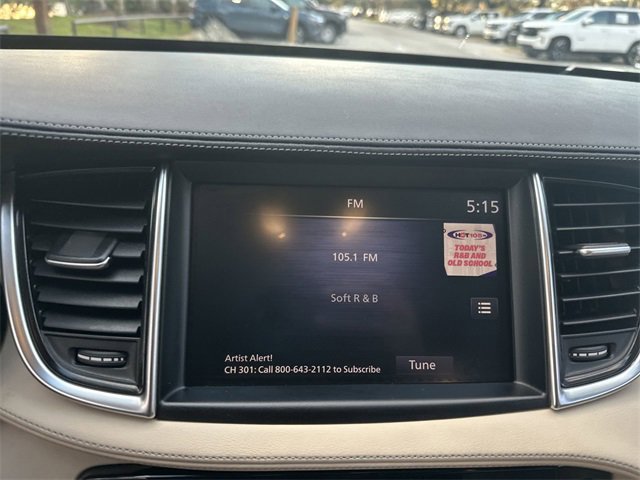 FM
5:15
HOT 105
TODAY'S
R&B AND
OLD SCHOOL
105.1 FM
Soft R & B
Artist Alert!
CH 301: Call 800-643-2112 to Subscribe
Tune